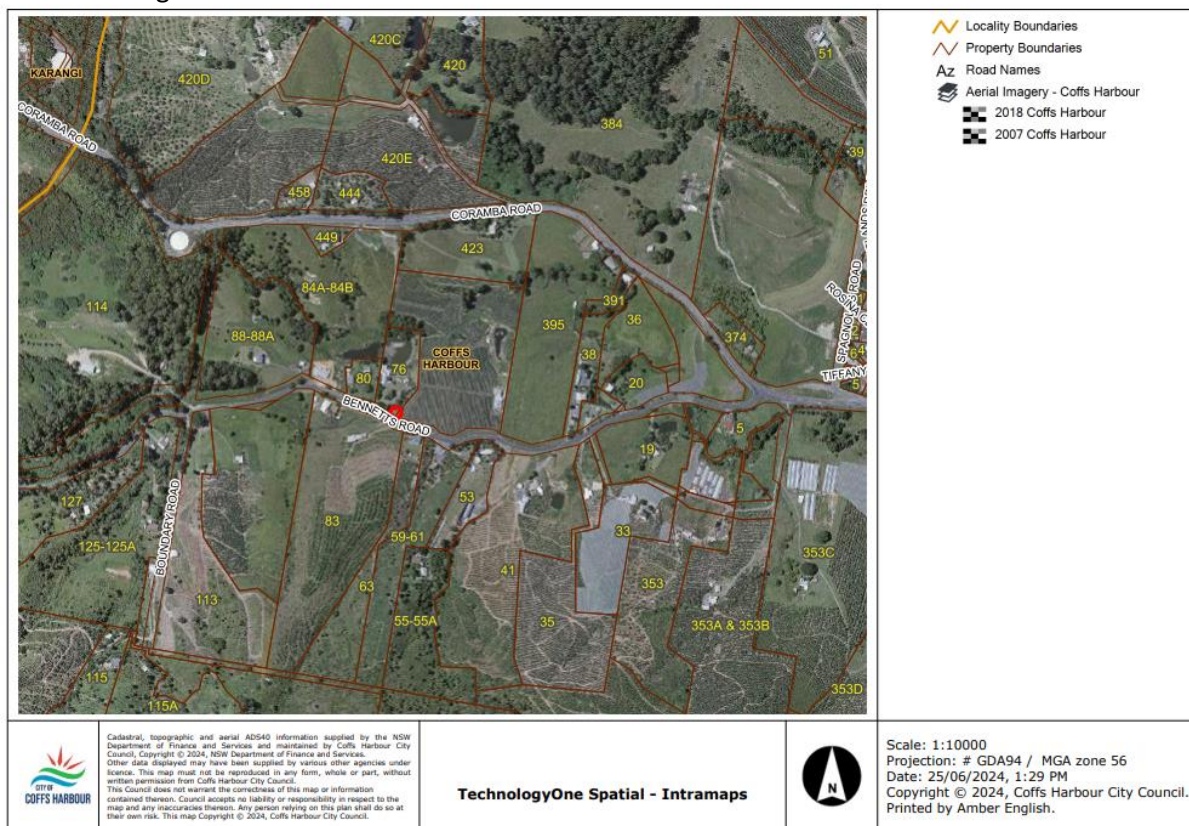 KARANGI
CORAMBA ROAD
420D
420C
420
51
384
39
420E
458
444
CORAMBA ROAD
449
423
84A-84B
114
391
36
395
88-88A
374
SPAGNOLIS ROAD
TIFFANY
5
38
COFFS
HARBOUR
76
80
20
BENNETTS ROAD
5
19
127
BOUNDARY ROAD
53
83
125-125A
59-61
33
353C
41
63
353
113
55-55A
35
353A & 353B
115
115A
353D
Locality Boundaries
Property Boundaries
Az Road Names
Aerial Imagery - Coffs Harbour
2018 Coffs Harbour
2007 Coffs Harbour
CITY OF
COFFS HARBOUR
Cadastral, topographic and aerial ADS40 information supplied by the NSW
Department of Finance and Services and maintained by Coffs Harbour City
Council, Copyright © 2024, NSW Department of Finance and Services.
Other data displayed may have been supplied by various other agencies under
licence. This map must not be reproduced in any form, whole or part, without
written permission from Coffs Harbour City Council.
This Council does not warrant the correctness of this map or information
contained thereon. Council accepts no liability or responsibility in respect to the
map and any inaccuracies thereon. Any person relying on this plan shall do so at
their own risk. This map Copyright © 2024, Coffs Harbour City Council.
TechnologyOne Spatial - Intramaps
N
Scale: 1:10000
Projection: # GDA94 / MGA zone 56
Date: 25/06/2024, 1:29 PM
Copyright © 2024, Coffs Harbour City Council.
Printed by Amber English.